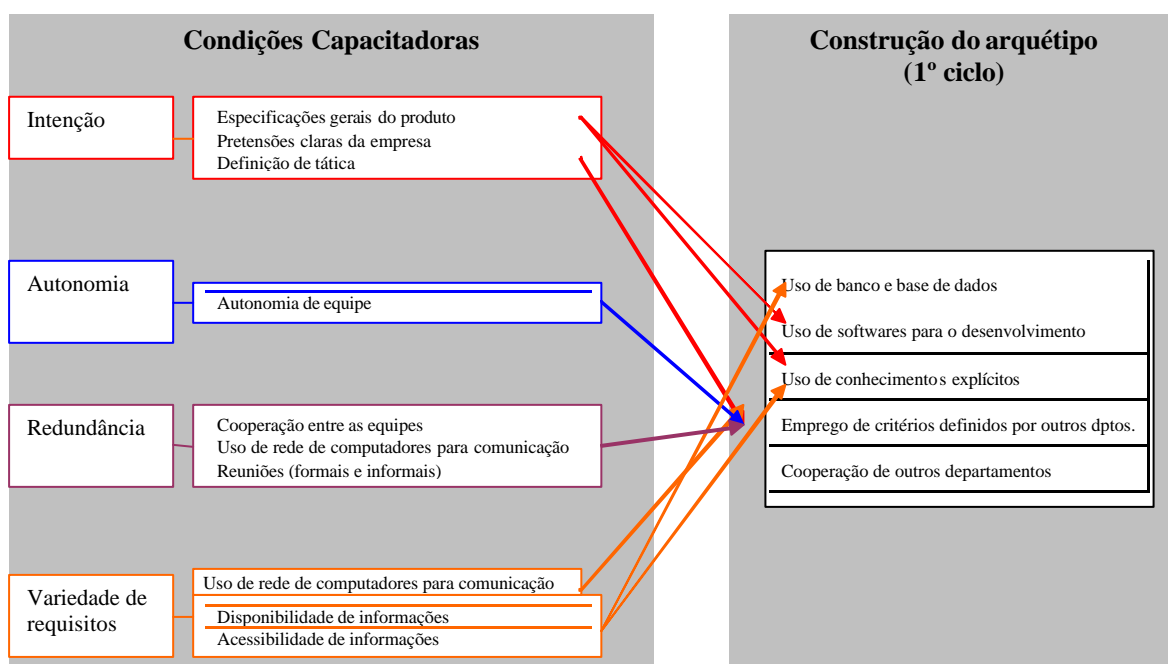 Condições Capacitadoras
Construção do arquétipo
(1º ciclo)
Intenção
Especificações gerais do produto
Pretensões claras da empresa
Definição de tática
Autonomia
Autonomia de equipe
Redundância
Cooperação entre as equipes
Uso de rede de computadores para comunicação
Reuniões (formais e informais)
Variedade de
requisitos
Uso de rede de computadores para comunicação
Disponibilidade de informações
Acessibilidade de informações
Uso de banco e base de dados
Uso de softwares para o desenvolvimento
Uso de conhecimentos explícitos
Emprego de critérios definidos por outros dptos.
Cooperação de outros departamentos